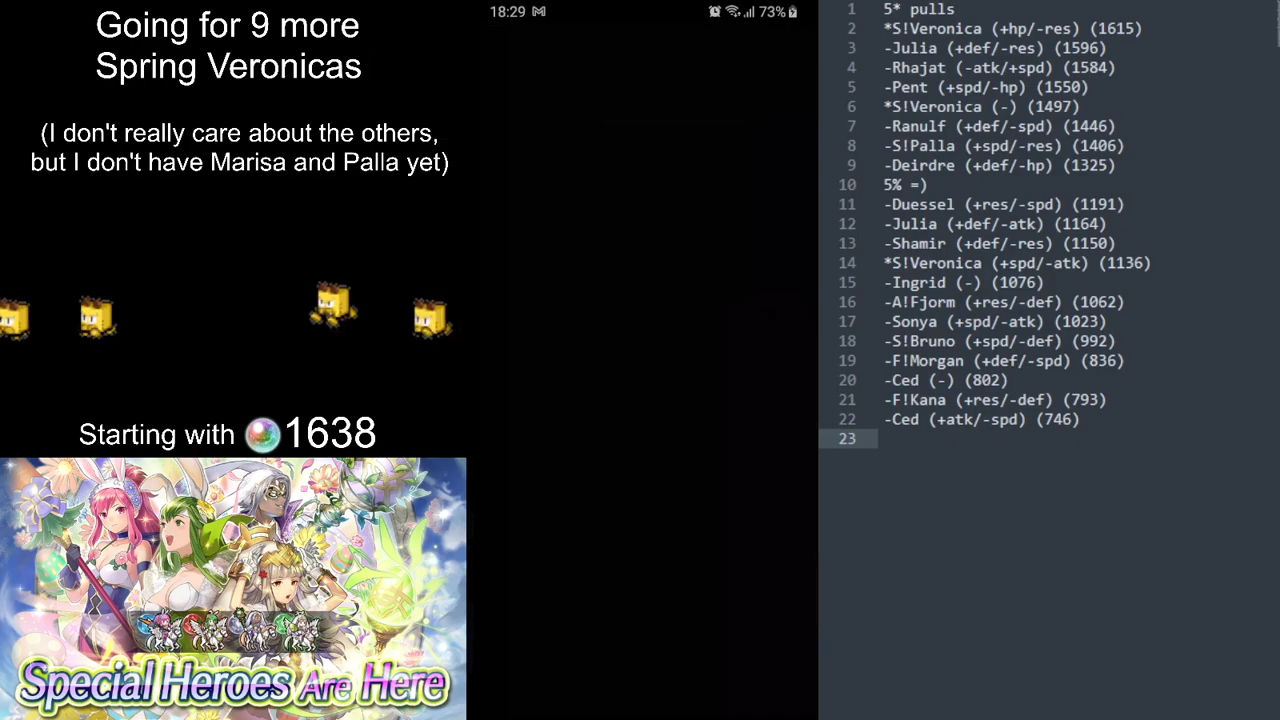 Going for 9 more
Spring Veronicas
(I don't really care about the others,
but I don't have Marisa and Palla yet)
Starting with 1638
Special Heroes Are Here
18:29
73%
1 5* pulls
2 *S!Veronica (+hp/-res) (1615)
3 -Julia (+def/-res) (1596)
4 -Rhajat (-atk/+spd) (1584)
5 -Pent (+spd/-hp) (1550)
6 *S!Veronica (-) (1497)
7 -Ranulf (+def/-spd) (1446)
8 -S!Palla (+spd/-res) (1406)
9 -Deirdre (+def/-hp) (1325)
10 5% =)
11 -Duessel (+res/-spd) (1191)
12 -Julia (+def/-atk) (1164)
13 -Shamir (+def/-res) (1150)
14 *S!Veronica (+spd/-atk) (1136)
15 -Ingrid (-) (1076)
16 -A!Fjorm (+res/-def) (1062)
17 -Sonya (+spd/-atk) (1023)
18 -S!Bruno (+spd/-def) (992)
19 -F!Morgan (+def/-spd) (836)
20 -Ced (-) (802)
21 -F!Kana (+res/-def) (793)
22 -Ced (+atk/-spd) (746)
23